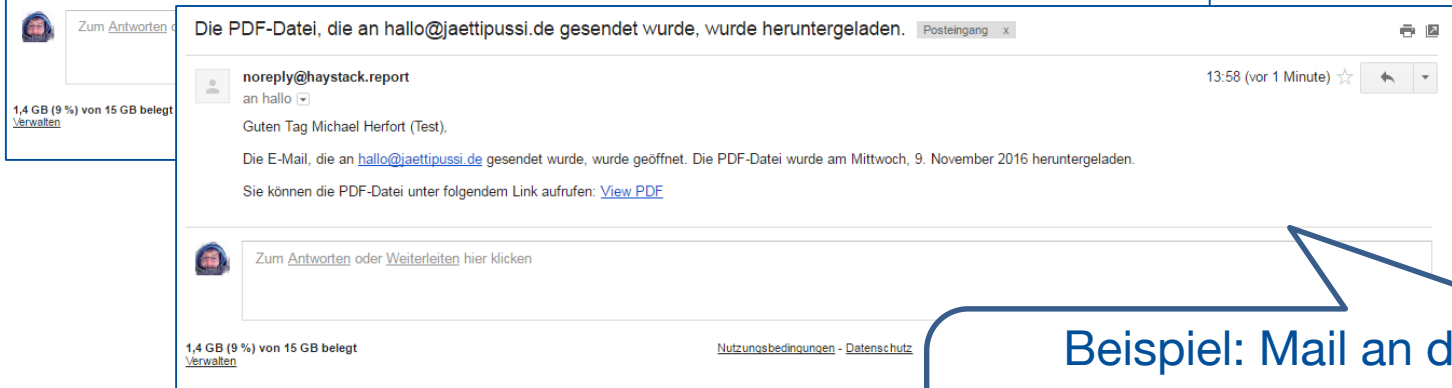 Zum Antworten
1,4 GB (9 %) von 15 GB belegt
Verwalten
Die PDF-Datei, die an hallo@jaettipussi.de gesendet wurde, wurde heruntergeladen. Posteingang x
noreply@haystack.report 13:58 (vor 1 Minute)
an hallo
Guten Tag Michael Herfort (Test),
Die E-Mail, die an hallo@jaettipussi.de gesendet wurde, wurde geöffnet. Die PDF-Datei wurde am Mittwoch, 9. November 2016 heruntergeladen.
Sie können die PDF-Datei unter folgendem Link aufrufen: View PDF
Zum Antworten oder Weiterleiten hier klicken
1,4 GB (9 %) von 15 GB belegt
Verwalten
Nutzungsbedingungen - Datenschutz
Beispiel: Mail an d